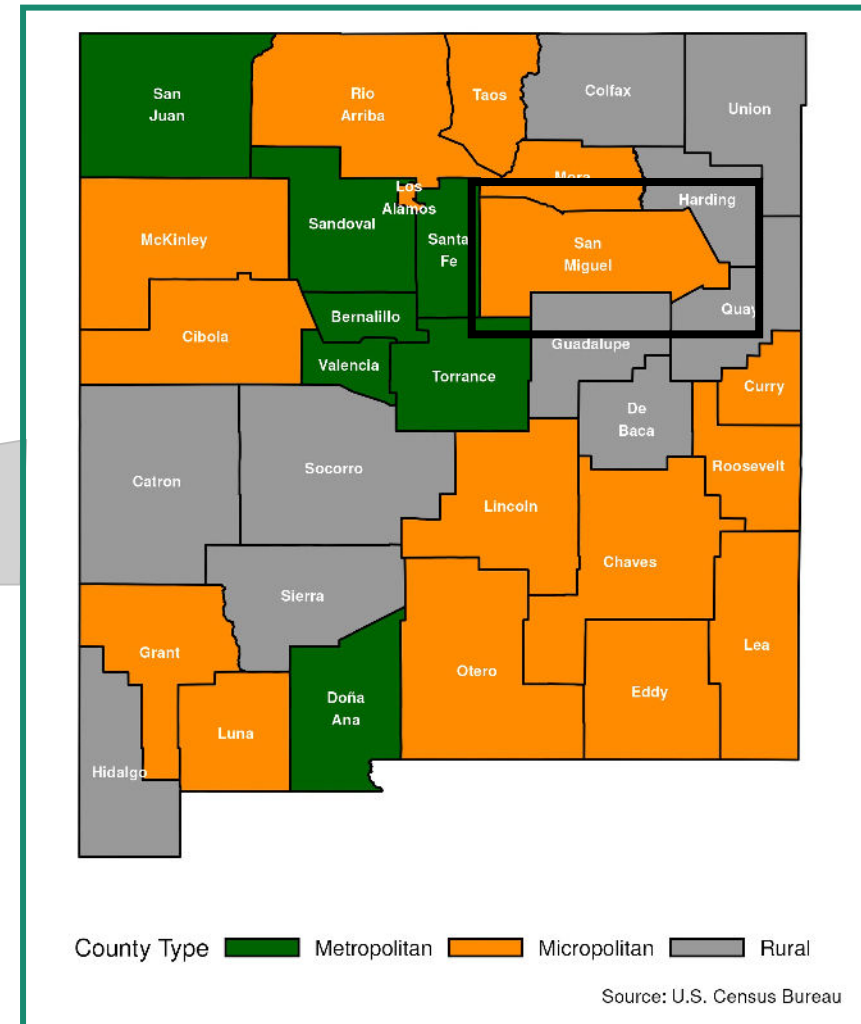 San
Juan
Rio
Arriba
Taos
Colfax
Union
Mora
Los
Alamos
Harding
McKinley
Sandoval
Santa
Fe
San
Miguel
Bernalillo
Quay
Cibola
Valencia
Torrance
Guadalupe
Curry
De
Baca
Roosevelt
Catron
Socorro
Lincoln
Chaves
Sierra
Grant
Otero
Lea
Eddy
Doña
Ana
Luna
Hidalgo
County Type Metropolitan Micropolitan Rural
Source: U.S. Census Bureau